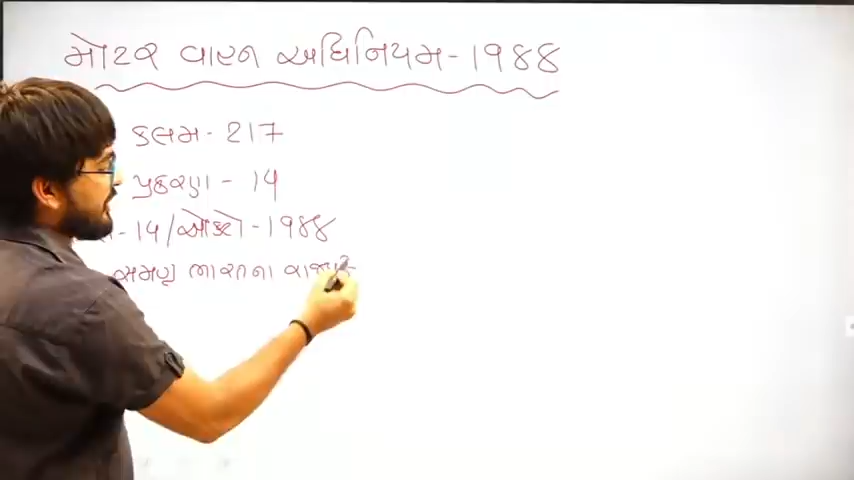 મોટર વાહન અધિનિયમ-1988
કલમ- 217
પ્રકરણ - 14
-14/ઓક્ટો-1988
સમગ્ર ભારતના